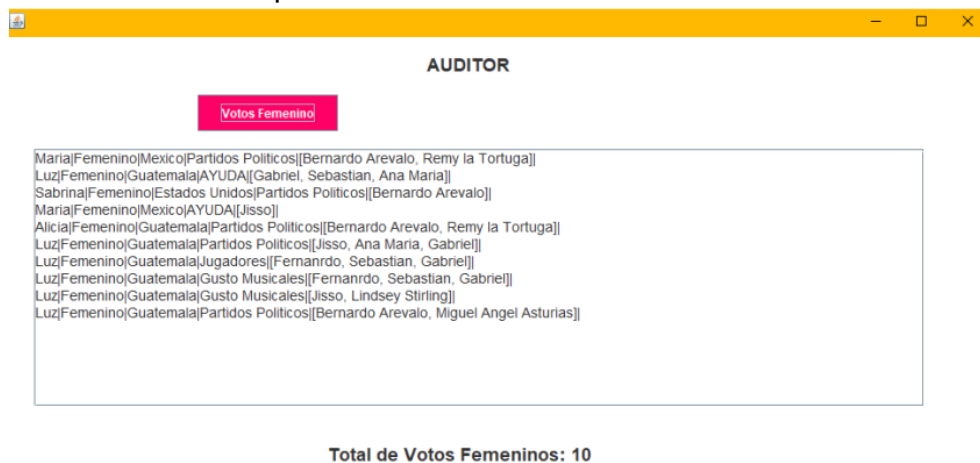 AUDITOR
Votos Femenino
Maria|Femenino|Mexico|Partidos Politicos|[Bernardo Arevalo, Remy la Tortuga]|
Luz|Femenino|Guatemala|AYUDA|[Gabriel, Sebastian, Ana Maria]|
Sabrina|Femenino|Estados Unidos|Partidos Politicos|[Bernardo Arevalo]|
Maria|Femenino|Mexico|AYUDA|[Jisso]|
Alicia|Femenino|Guatemala|Partidos Politicos|[Bernardo Arevalo, Remy la Tortuga]|
Luz|Femenino|Guatemala|Partidos Politicos|[Jisso, Ana Maria, Gabriel]|
Luz|Femenino|Guatemala|Jugadores|[Fernanrdo, Sebastian, Gabriel]|
Luz|Femenino|Guatemala|Gusto Musicales|[Fernanrdo, Sebastian, Gabriel]|
Luz|Femenino|Guatemala|Gusto Musicales|[Jisso, Lindsey Stirling]|
Luz|Femenino|Guatemala|Partidos Politicos|[Bernardo Arevalo, Miguel Angel Asturias]|
Total de Votos Femeninos: 10